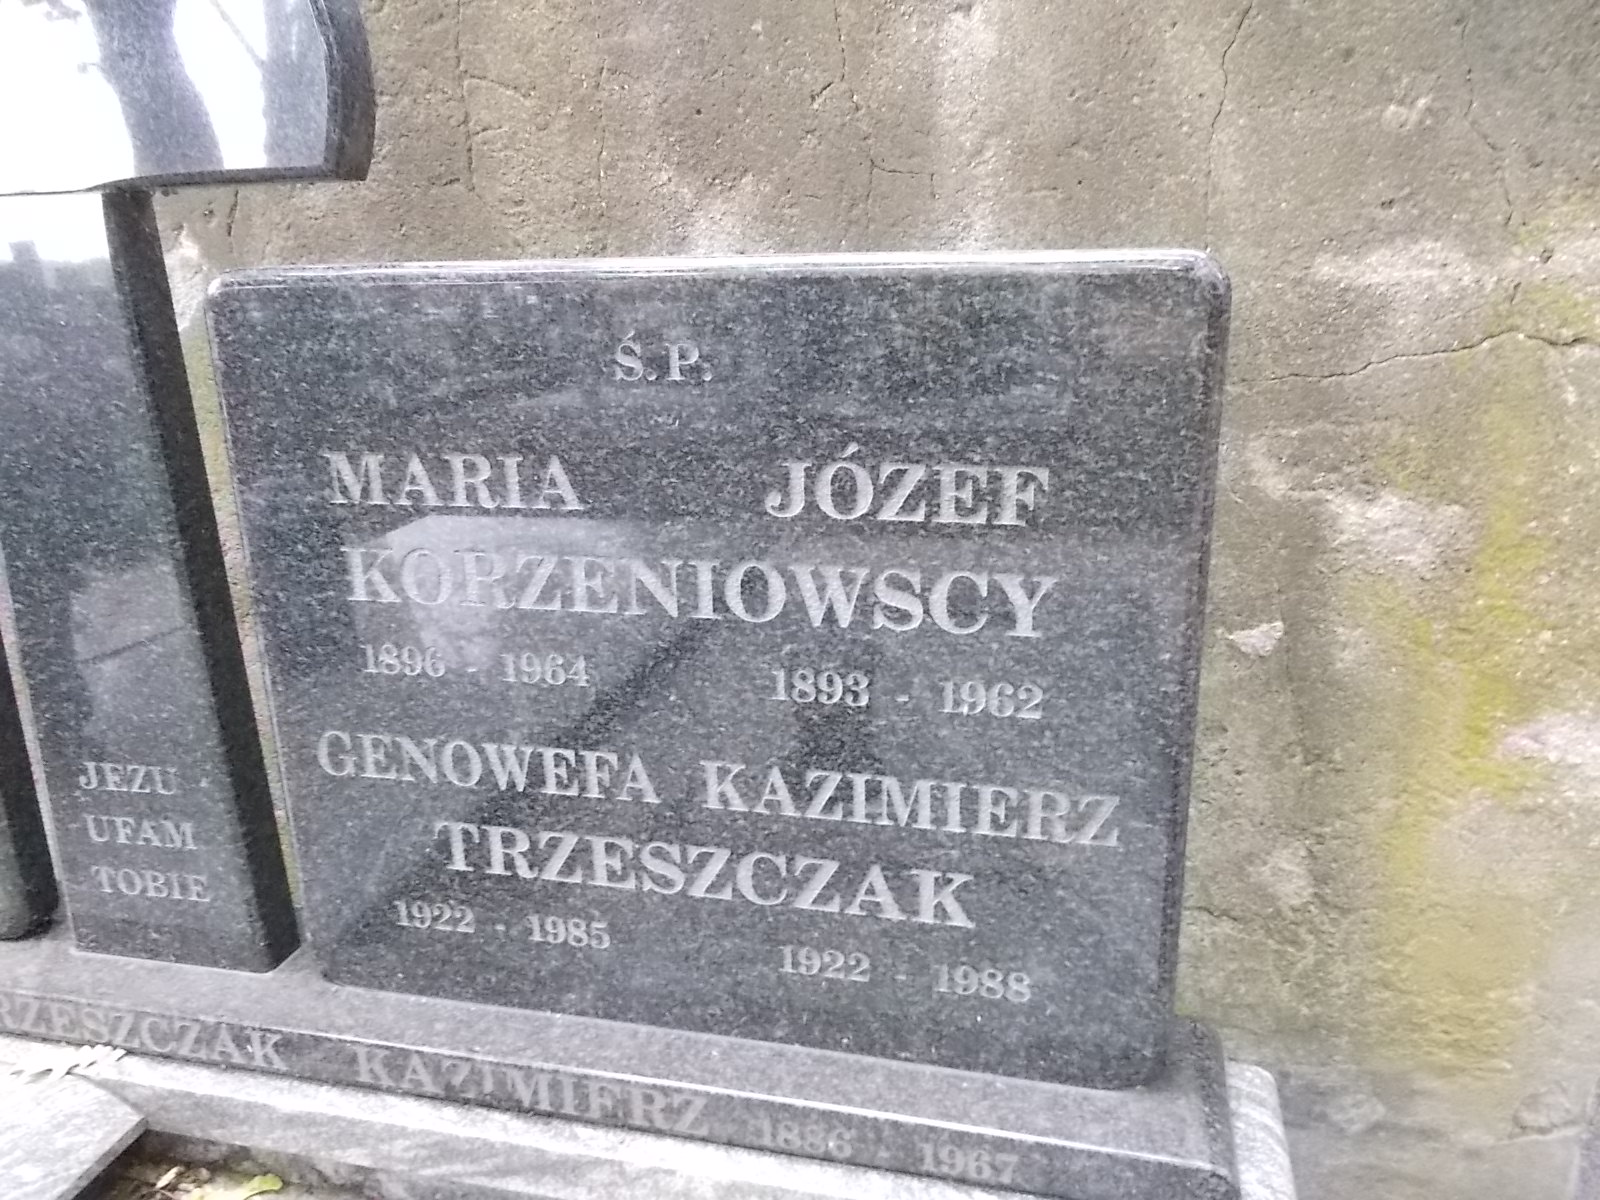 Ś.P.
MARIA JÓZEF
KORZENIOWSCY
1896 - 1964 1893 - 1962
GENOWEFA KAZIMIERZ
TRZESZCZAK
1922 - 1985 1922 - 1988
JEZU
UFAM
TOBIE
RZESZCZAK KAZIMIERZ 1886 - 1967